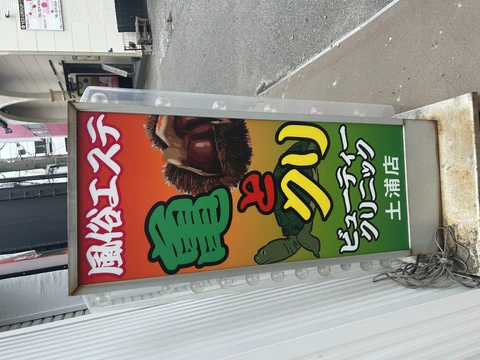 風俗エステ
亀とクリ
ビューティー
クリニック
土浦店